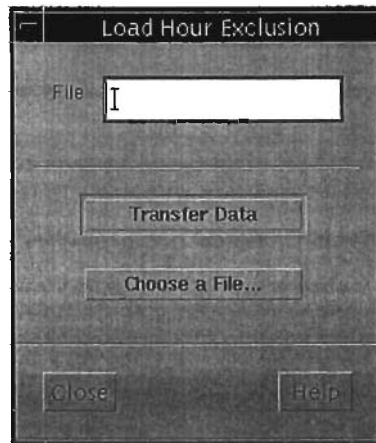 Load Hour Exclusion
File
Transfer Data
Choose a File...
Close Help